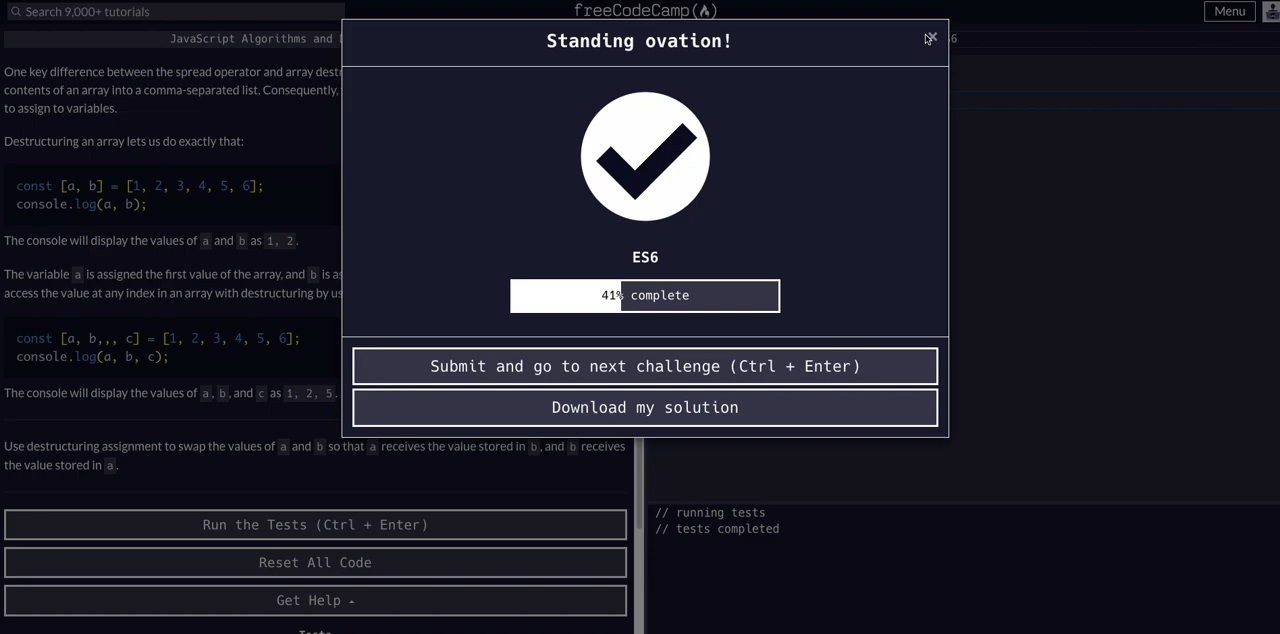 Search 9,000+ tutorials
freeCodeCamp
Menu
JavaScript Algorithms and
Standing ovation!
One key difference between the spread operator and array
contents of an array into a comma-separated list. Consequently,
to assign to variables.
Destructuring an array lets us do exactly that:
const [a, b] = [1, 2, 3, 4, 5, 6];
console.log(a, b);
The console will display the values of a and b as 1, 2.
The variable a is assigned the first value of the array, and b is
access the value at any index in an array with destructuring by
const [a, b,,, c] = [1, 2, 3, 4, 5, 6];
console.log(a, b, c);
The console will display the values of a, b, and c as 1, 2, 5.
Use destructuring assignment to swap the values of a and b so that a receives the value stored in b, and b receives
the value stored in a.
Run the Tests (Ctrl + Enter)
Reset All Code
Get Help
Tests
ES6
41% complete
Submit and go to next challenge (Ctrl + Enter)
Download my solution
// running tests
// tests completed